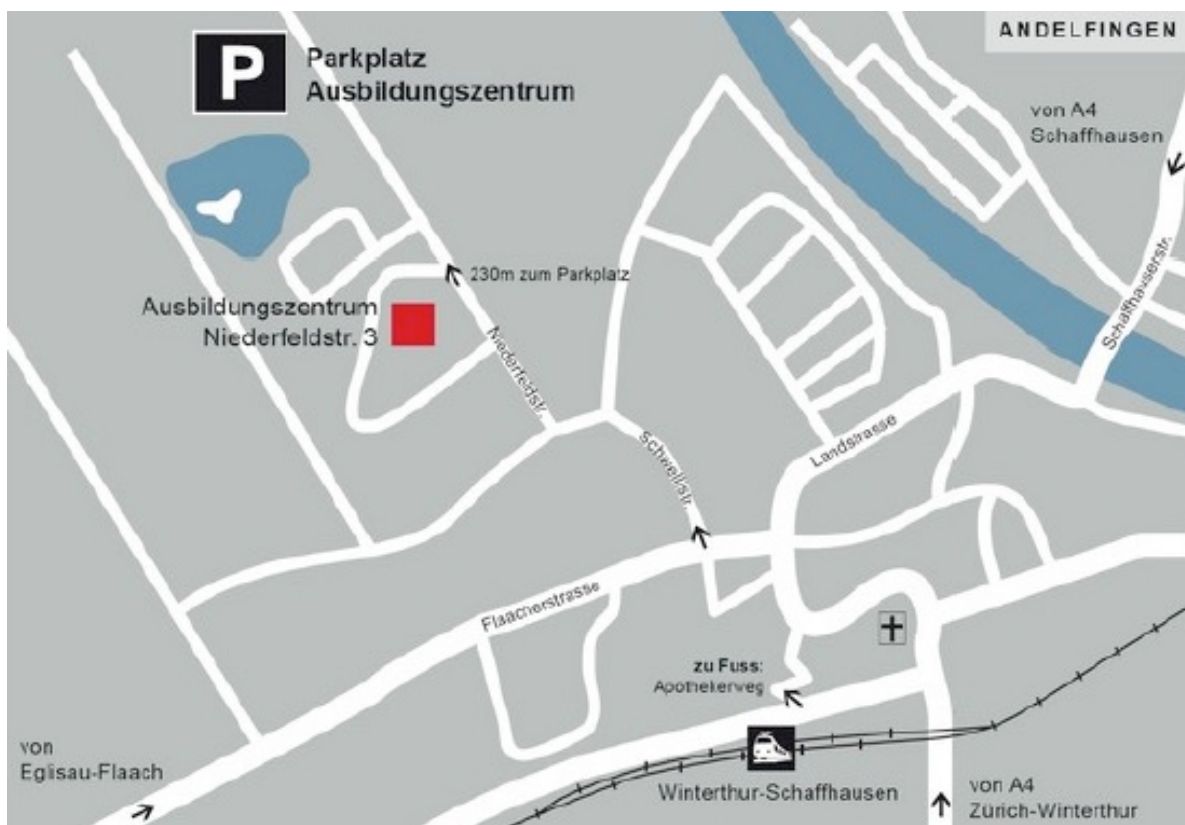 ANDELFINGEN
P
Parkplatz
Ausbildungszentrum
von A4
Schaffhausen
Schaffhauserstr.
230m zum Parkplatz
Ausbildungszentrum
Niederfeldstr. 3
Niederfeldstr.
Schwellistr.
Landstrasse
Flaacherstrasse
zu Fuss:
Apothekerweg
von
Eglisau-Flaach
Winterthur-Schaffhausen
von A4
Zürich-Winterthur